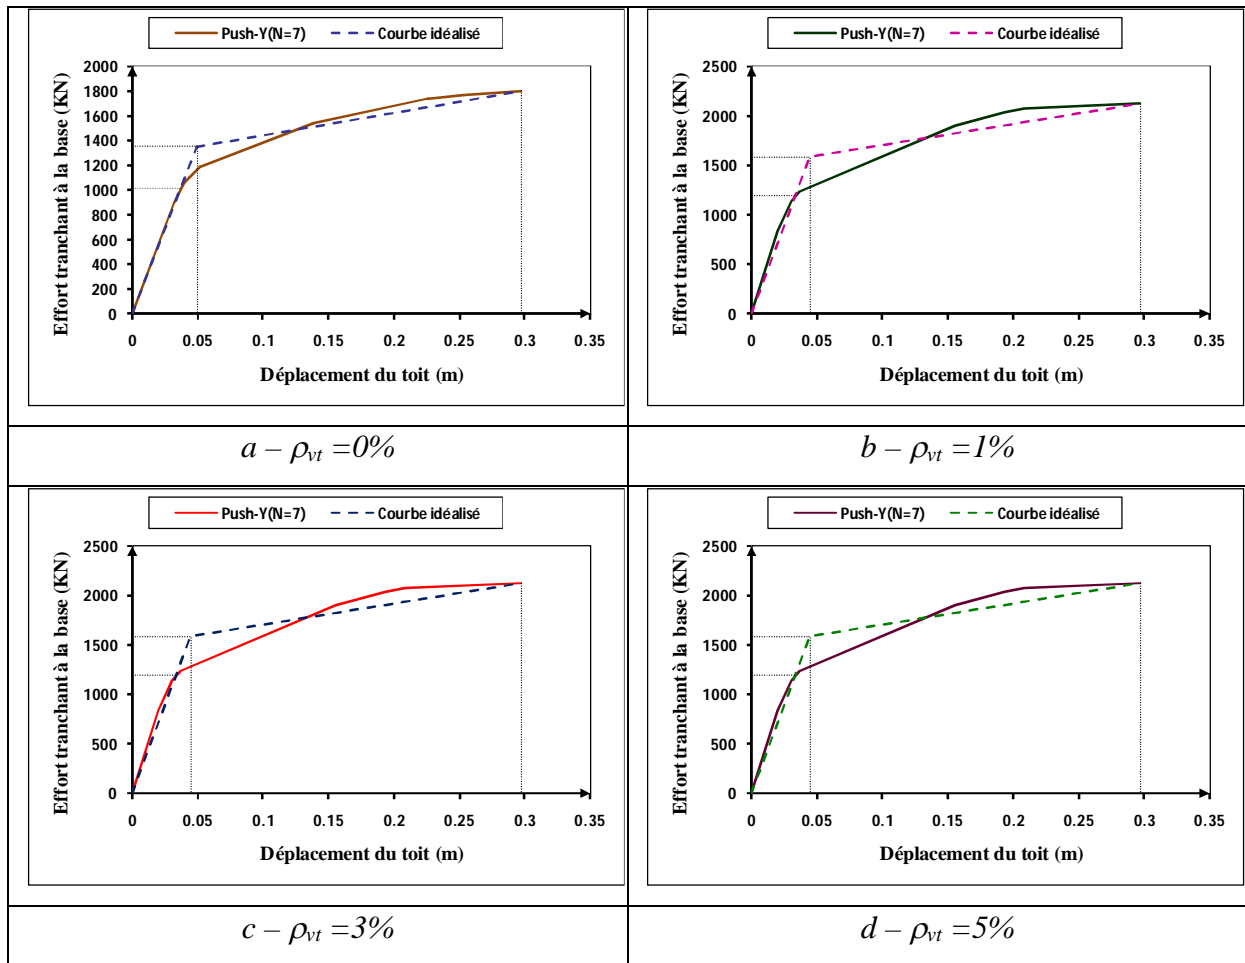 Push-Y(N=7) Courbe idéalisé
Effort tranchant à la base (KN)
2000
1800
1600
1400
1200
1000
800
600
400
200
0
0 0.05 0.1 0.15 0.2 0.25 0.3 0.35
Déplacement du toit (m)
a – ρvt =0%
Push-Y(N=7) Courbe idéalisé
Effort tranchant à la base (KN)
2500
2000
1500
1000
500
0
0 0.05 0.1 0.15 0.2 0.25 0.3 0.35
Déplacement du toit (m)
b – ρvt =1%
Push-Y(N=7) Courbe idéalisé
Effort tranchant à la base (KN)
2500
2000
1500
1000
500
0
0 0.05 0.1 0.15 0.2 0.25 0.3 0.35
Déplacement du toit (m)
c – ρvt =3%
Push-Y(N=7) Courbe idéalisé
Effort tranchant à la base (KN)
2500
2000
1500
1000
500
0
0 0.05 0.1 0.15 0.2 0.25 0.3 0.35
Déplacement du toit (m)
d – ρvt =5%